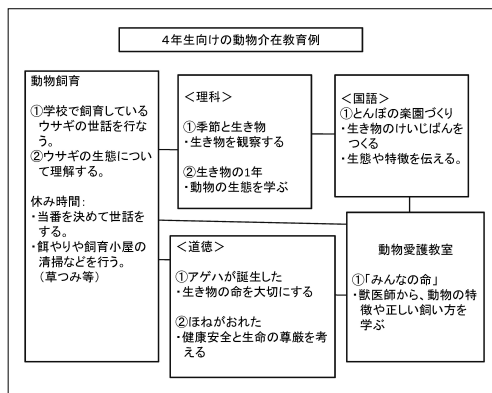 4年生向けの動物介在教育例
動物飼育
①学校で飼育している
ウサギの世話を行な
う。
②ウサギの生態につい
て理解する。
休み時間:
・当番を決めて世話を
する。
・餌やりや飼育小屋の
清掃などを行う。
(草つみ等)
<理科>
①季節と生き物
・生き物を観察する
②生き物の1年
・動物の生態を学ぶ
<国語>
①とんぼの楽園づくり
・生き物のけいじばんを
つくる
・生態や特徴を伝える。
<道徳>
①アゲハが誕生した
・生き物の命を大切にする
②ほねがおれた
・健康安全と生命の尊厳を考
える
動物愛護教室
①「みんなの命」
・獣医師から、動物の特
徴や正しい飼い方を
学ぶ